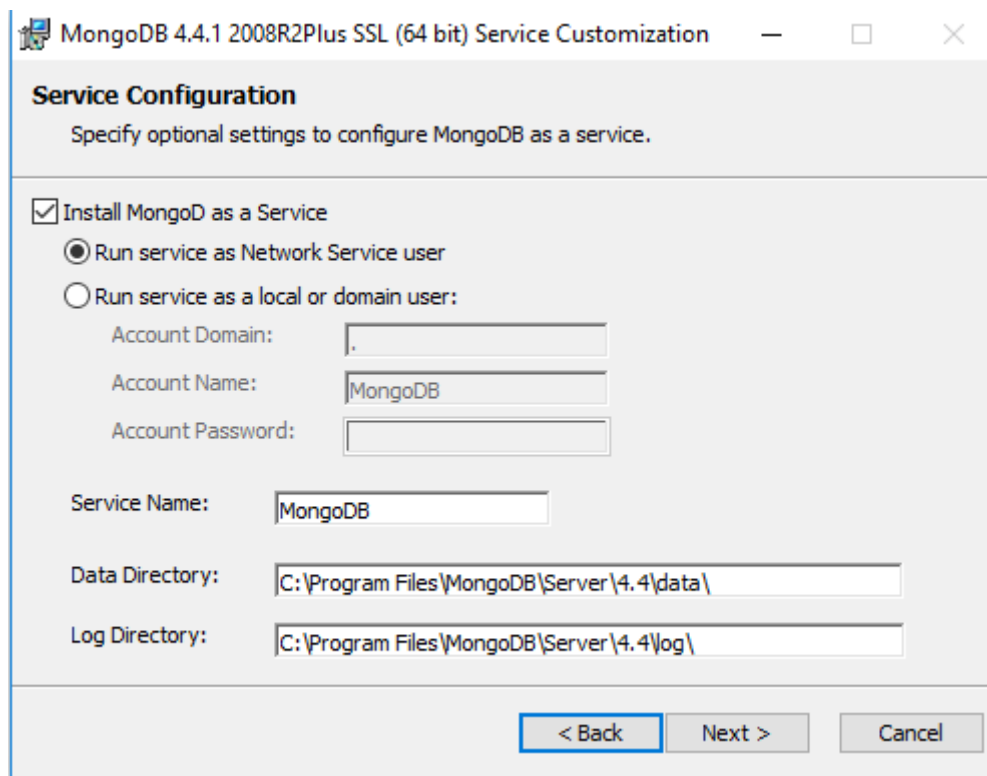 MongoDB 4.4.1 2008R2Plus SSL (64 bit) Service Customization
Service Configuration
Specify optional settings to configure MongoDB as a service.
Install MongoD as a Service
Run service as Network Service user
Run service as a local or domain user:
Account Domain: .
Account Name: MongoDB
Account Password:
Service Name: MongoDB
Data Directory: C:\Program Files\MongoDB\Server\4.4\data\
Log Directory: C:\Program Files\MongoDB\Server\4.4\log\
< Back Next > Cancel